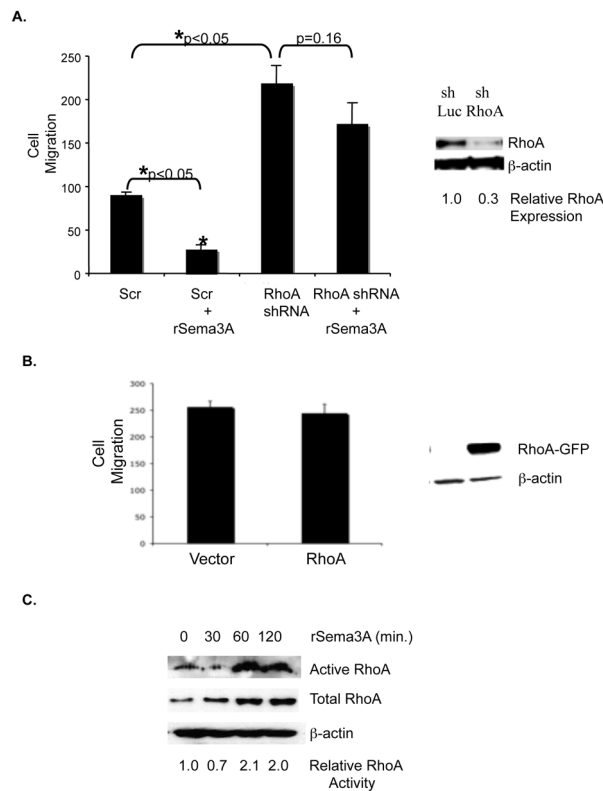 A.
*p<0.05
p=0.16
*p<0.05
*
Cell
Migration
250
200
150
100
50
0
Scr
Scr
+
rSema3A
RhoA
shRNA
RhoA shRNA
+
rSema3A
sh
Luc
sh
RhoA
RhoA
β-actin
1.0 0.3 Relative RhoA
Expression
B.
Cell
Migration
300
250
200
150
100
50
0
Vector
RhoA
RhoA-GFP
β-actin
C.
0 30 60 120 rSema3A (min.)
Active RhoA
Total RhoA
β-actin
1.0 0.7 2.1 2.0 Relative RhoA
Activity